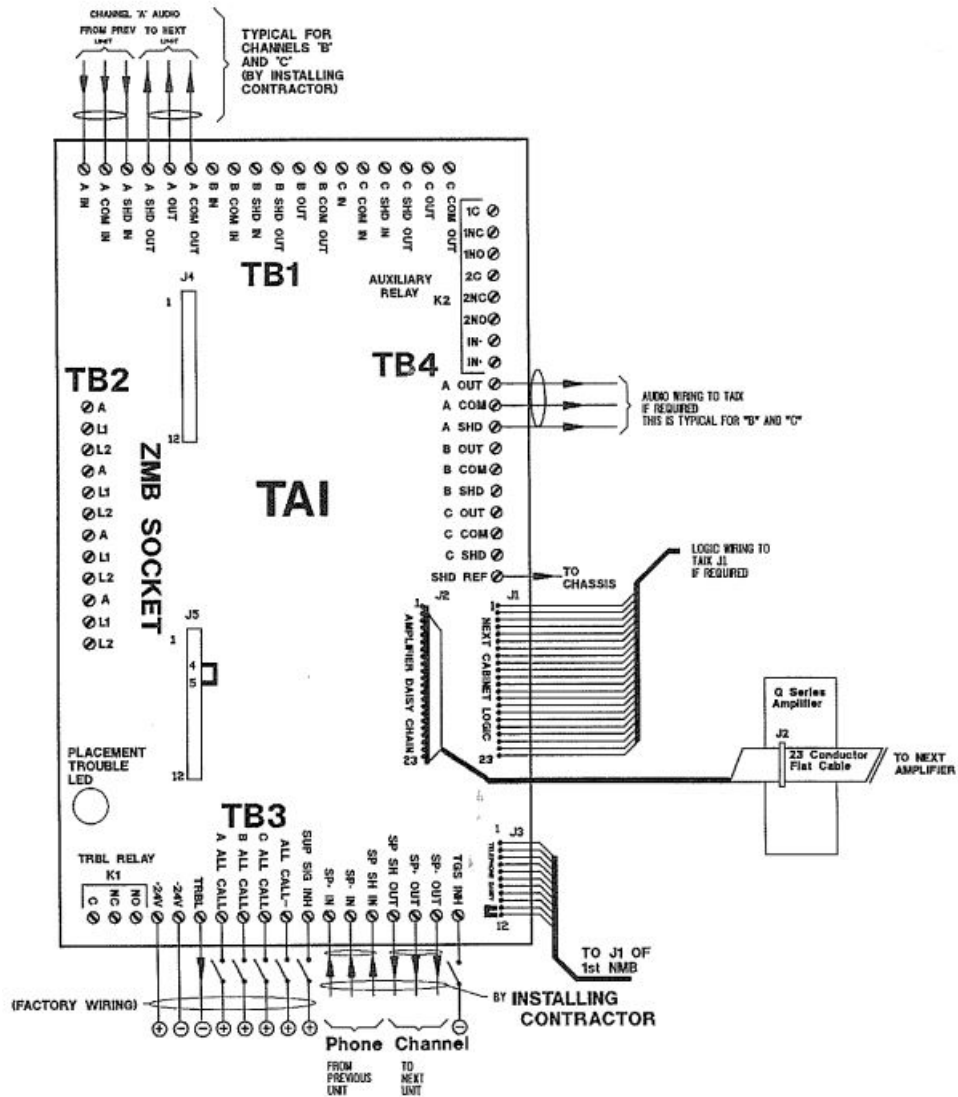 CHANNEL "A" AUDIO
FROM PREV TO NEXT
UNIT UNIT
TYPICAL FOR
CHANNELS "B"
AND "C"
(BY INSTALLING
CONTRACTOR)
A IN
A COM IN
A SHD IN
A SHD OUT
A OUT
A COM OUT
B IN
B COM IN
B SHD IN
B SHD OUT
B OUT
B COM OUT
C IN
C COM IN
C SHD IN
C SHD OUT
C OUT
C COM OUT
TB1
1C
1NC
1NO
2C
2NC
2NO
IN-
IN+
AUXILIARY
RELAY
K2
J4
1
12
TB4
A OUT
A COM
A SHD
B OUT
B COM
B SHD
C OUT
C COM
C SHD
SHD REF
AUDIO WIRING TO TAIX
IF REQUIRED
THIS IS TYPICAL FOR "B" AND "C"
TO
CHASSIS
TB2
A
L1
L2
A
L1
L2
A
L1
L2
A
L1
L2
ZMB SOCKET
TAI
LOGIC WIRING TO
TAIX J1
IF REQUIRED
J5
1
4
5
12
J2
1
AMPLIFIER DAISY CHAIN
23
J1
1
NEXT CABINET LOGIC
23
Q Series
Amplifier
J2
23 Conductor
Flat Cable
TO NEXT
AMPLIFIER
PLACEMENT
TROUBLE
LED
TB3
TRBL RELAY
K1
C
NC
NO
-24V
TRBL
A ALL CALL
B ALL CALL
C ALL CALL
ALL CALL-
SUP SIG INH
SP- IN
SP SH IN
SP SH OUT
SP- OUT
TGS INH
J3
1
12
TO J1 OF
1st NMB
(FACTORY WIRING)
+
-
-
+
+
+
+
+
-
BY INSTALLING
CONTRACTOR
Phone Channel
FROM
PREVIOUS
UNIT
TO
NEXT
UNIT